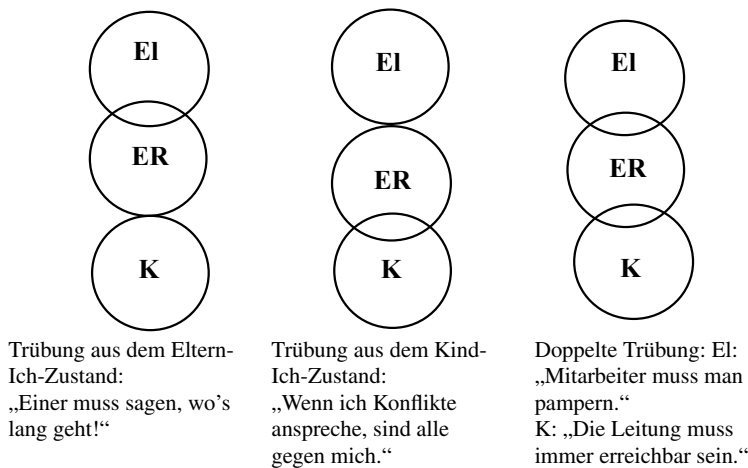 El
ER
K
Trübung aus dem Eltern-
Ich-Zustand:
„Einer muss sagen, wo’s
lang geht!“
El
ER
K
Trübung aus dem Kind-
Ich-Zustand:
„Wenn ich Konflikte
anspreche, sind alle
gegen mich.“
El
ER
K
Doppelte Trübung: El:
„Mitarbeiter muss man
pampern.“
K: „Die Leitung muss
immer erreichbar sein.“